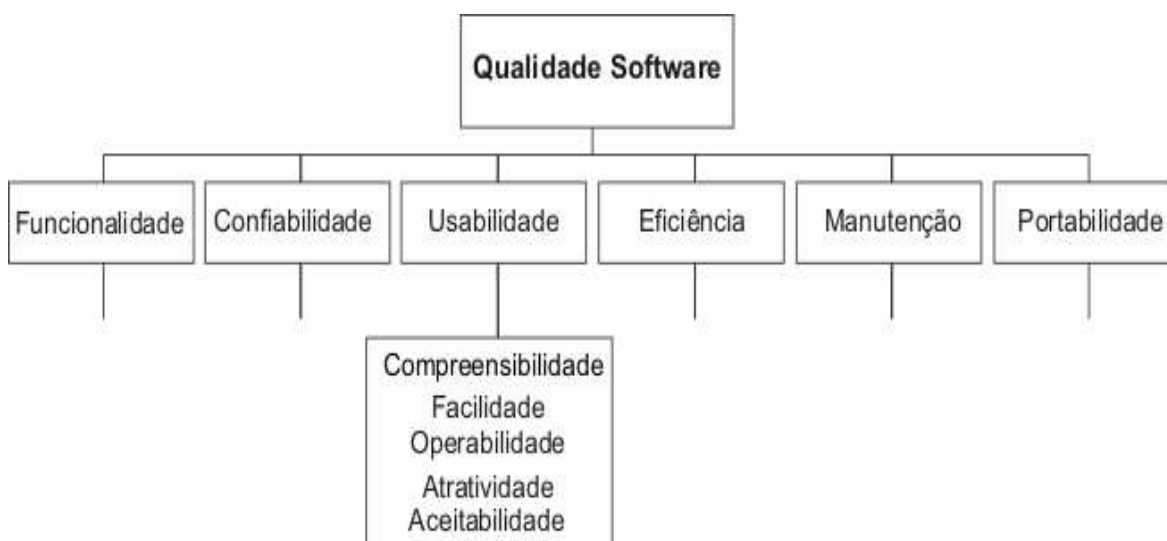 Qualidade Software
Funcionalidade
Confiabilidade
Usabilidade
Eficiência
Manutenção
Portabilidade
Compreensibilidade
Facilidade
Operabilidade
Atratividade
Aceitabilidade